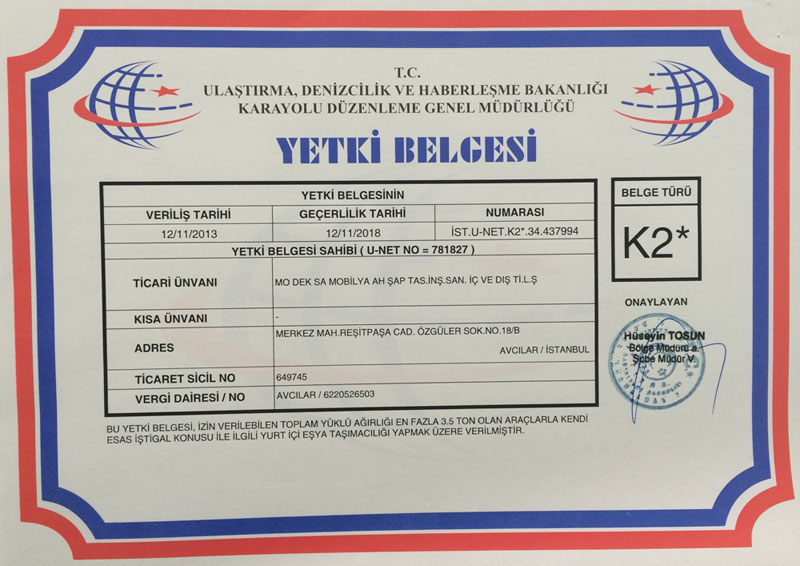 T.C.
ULAŞTIRMA, DENİZCİLİK VE HABERLEŞME BAKANLIĞI
KARAYOLU DÜZENLEME GENEL MÜDÜRLÜĞÜ
YETKİ BELGESİ
YETKİ BELGESİNİN
VERİLİŞ TARİHİ GEÇERLİLİK TARİHİ NUMARASI
12/11/2013 12/11/2018 İST.U-NET.K2*.34.437994
YETKİ BELGESİ SAHİBİ ( U-NET NO = 781827 )
TİCARİ ÜNVANI MO DEK SA MOBİLYA AH ŞAP TAS.İNŞ.SAN. İÇ VE DIŞ Tİ.L.Ş
KISA ÜNVANI -
ADRES MERKEZ MAH.REŞİTPAŞA CAD. ÖZGÜLER SOK.NO.18/B
AVCILAR / İSTANBUL
TİCARET SİCİL NO 649745
VERGİ DAİRESİ / NO AVCILAR / 6220526503
BELGE TÜRÜ
K2*
ONAYLAYAN
Hüseyin TOSUN
Bölge Müdürü a.
Şube Müdür V.
BU YETKİ BELGESİ, İZİN VERİLEBİLEN TOPLAM YÜKLÜ AĞIRLIĞI EN FAZLA 3.5 TON OLAN ARAÇLARLA KENDİ
ESAS İŞTİGAL KONUSU İLE İLGİLİ YURT İÇİ EŞYA TAŞIMACILIĞI YAPMAK ÜZERE VERİLMİŞTİR.